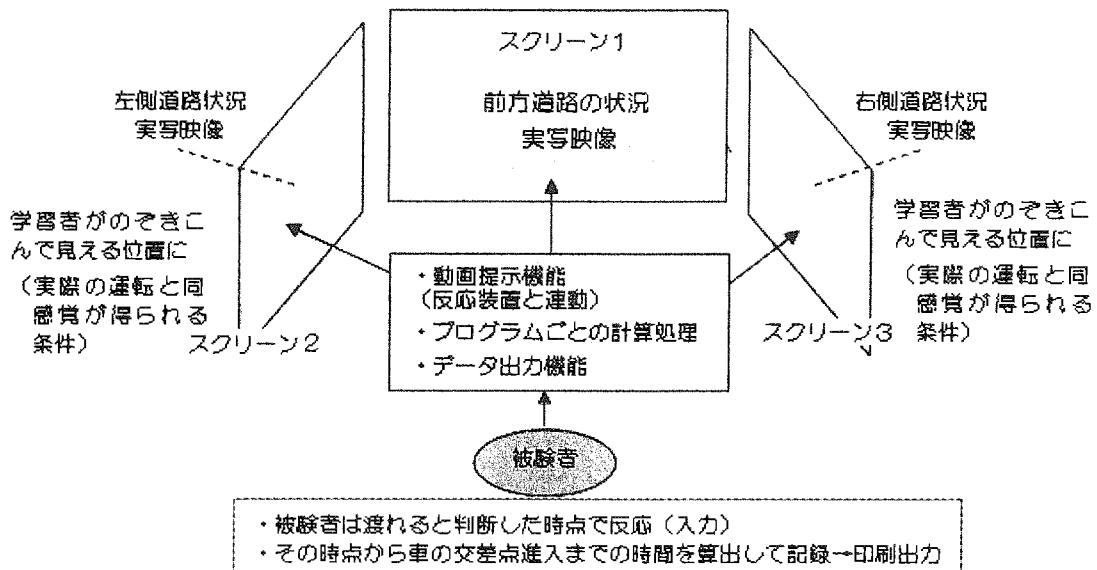 スクリーン1
前方道路の状況
実写映像
左側道路状況
実写映像
学習者がのぞきこ
んで見える位置に
（実際の運転と同
感覚が得られる
条件）
スクリーン2
右側道路状況
実写映像
学習者がのぞきこ
んで見える位置に
（実際の運転と同
感覚が得られる
条件）
スクリーン3
・動画提示機能
（反応装置と連動）
・プログラムごとの計算処理
・データ出力機能
被験者
・被験者は渡れると判断した時点で反応（入力）
・その時点から車の交差点進入までの時間を算出して記録→印刷出力